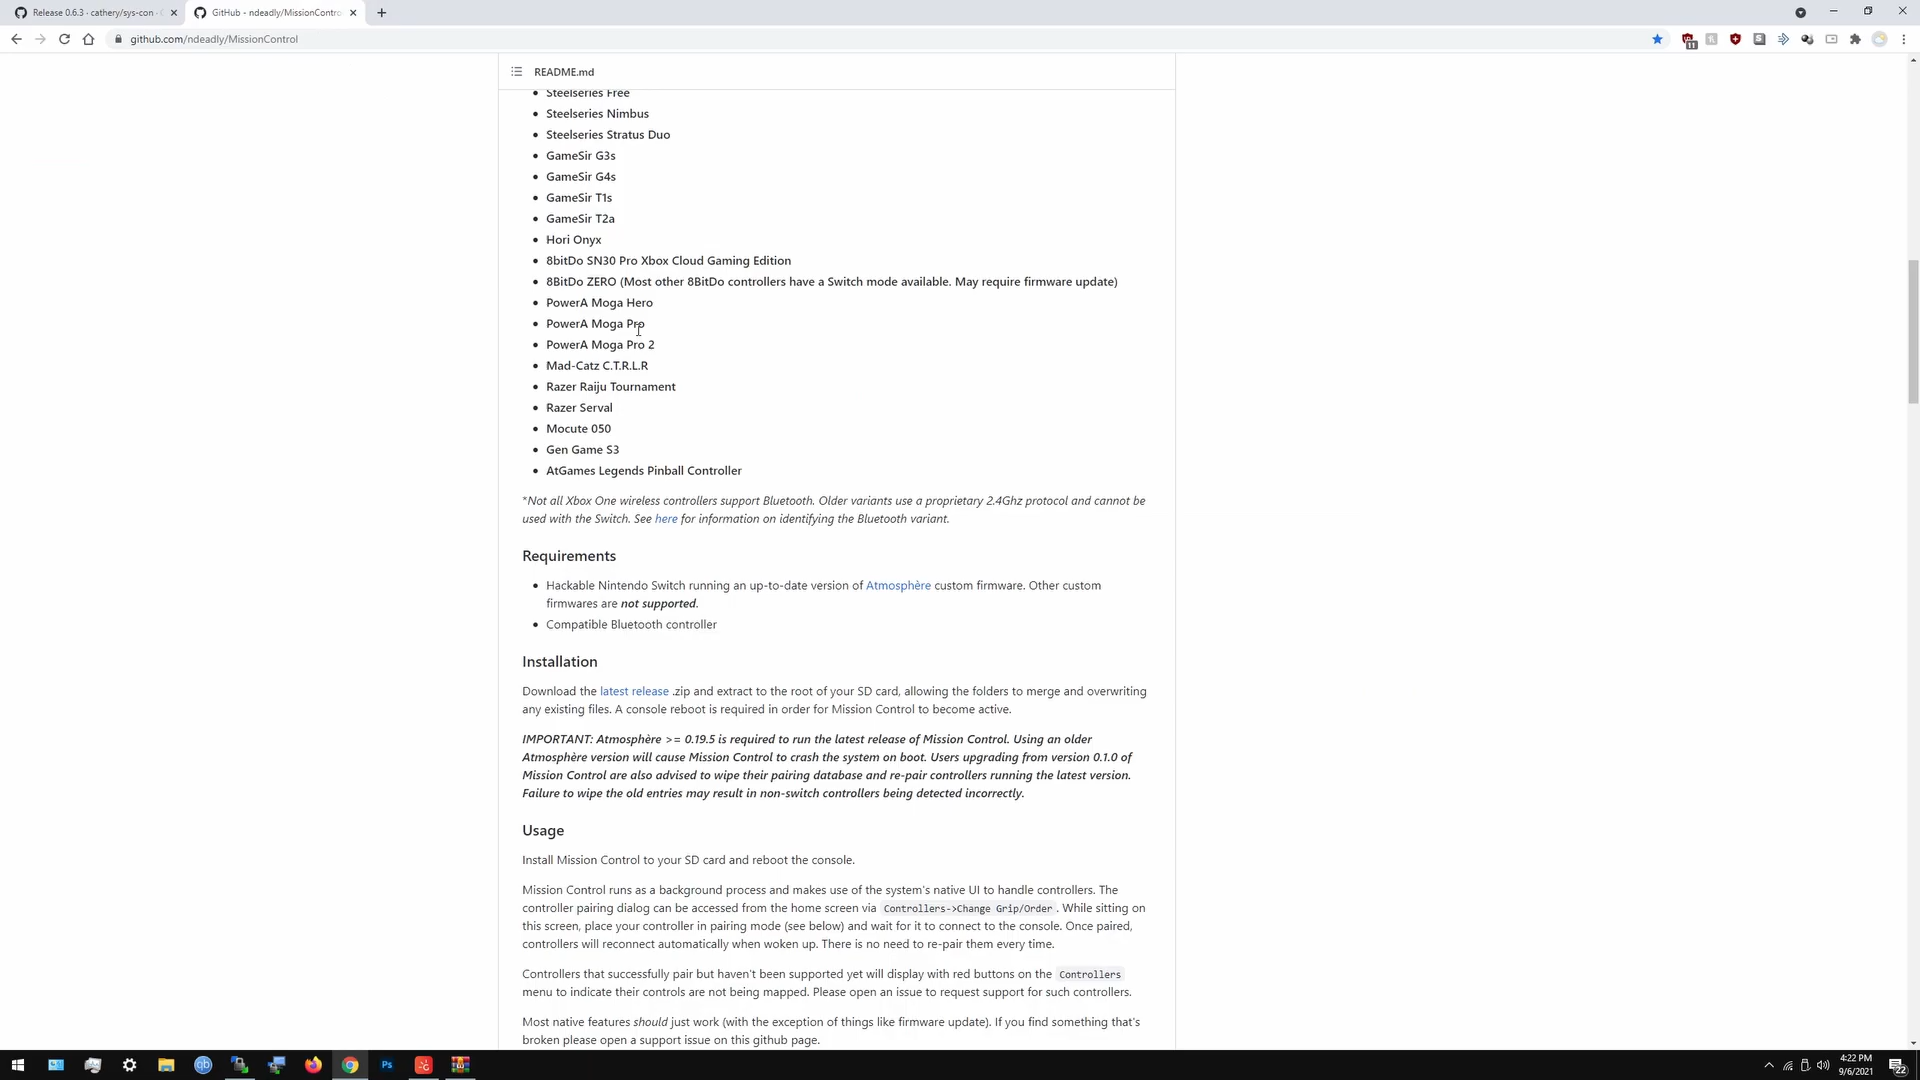 Release 0.6.3 · cathery/sys-con ·
GitHub - ndeadly/MissionContro
github.com/ndeadly/MissionControl
11
README.md
Steelseries Free
Steelseries Nimbus
Steelseries Stratus Duo
GameSir G3s
GameSir G4s
GameSir T1s
GameSir T2a
Hori Onyx
8bitDo SN30 Pro Xbox Cloud Gaming Edition
8BitDo ZERO (Most other 8BitDo controllers have a Switch mode available. May require firmware update)
PowerA Moga Hero
PowerA Moga Pro
PowerA Moga Pro 2
Mad-Catz C.T.R.L.R
Razer Raiju Tournament
Razer Serval
Mocute 050
Gen Game S3
AtGames Legends Pinball Controller
*Not all Xbox One wireless controllers support Bluetooth. Older variants use a proprietary 2.4Ghz protocol and cannot be
used with the Switch. See here for information on identifying the Bluetooth variant.
Requirements
Hackable Nintendo Switch running an up-to-date version of Atmosphère custom firmware. Other custom
firmwares are not supported.
Compatible Bluetooth controller
Installation
Download the latest release .zip and extract to the root of your SD card, allowing the folders to merge and overwriting
any existing files. A console reboot is required in order for Mission Control to become active.
IMPORTANT: Atmosphère >= 0.19.5 is required to run the latest release of Mission Control. Using an older
Atmosphère version will cause Mission Control to crash the system on boot. Users upgrading from version 0.1.0 of
Mission Control are also advised to wipe their pairing database and re-pair controllers running the latest version.
Failure to wipe the old entries may result in non-switch controllers being detected incorrectly.
Usage
Install Mission Control to your SD card and reboot the console.
Mission Control runs as a background process and makes use of the system's native UI to handle controllers. The
controller pairing dialog can be accessed from the home screen via Controllers->Change Grip/Order. While sitting on
this screen, place your controller in pairing mode (see below) and wait for it to connect to the console. Once paired,
controllers will reconnect automatically when woken up. There is no need to re-pair them every time.
Controllers that successfully pair but haven't been supported yet will display with red buttons on the Controllers
menu to indicate their controls are not being mapped. Please open an issue to request support for such controllers.
Most native features should just work (with the exception of things like firmware update). If you find something that's
broken please open a support issue on this github page.
qb
Ps
4:22 PM
9/6/2021
22